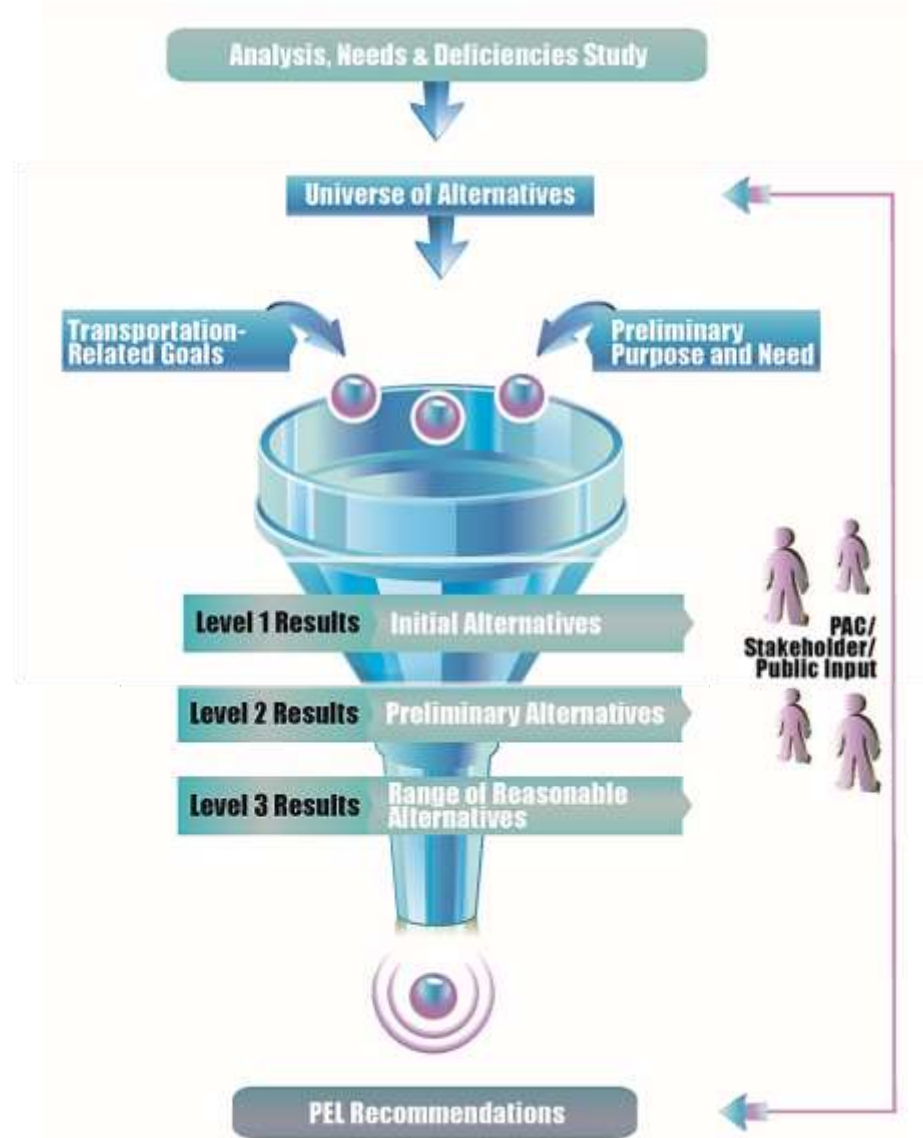 Analysis, Needs & Deficiencies Study
Universe of Alternatives
Transportation-
Related Goals
Preliminary
Purpose and Need
Level 1 Results Initial Alternatives
PAC/
Stakeholder/
Public Input
Level 2 Results Preliminary Alternatives
Level 3 Results Range of Reasonable
Alternatives
PEL Recommendations